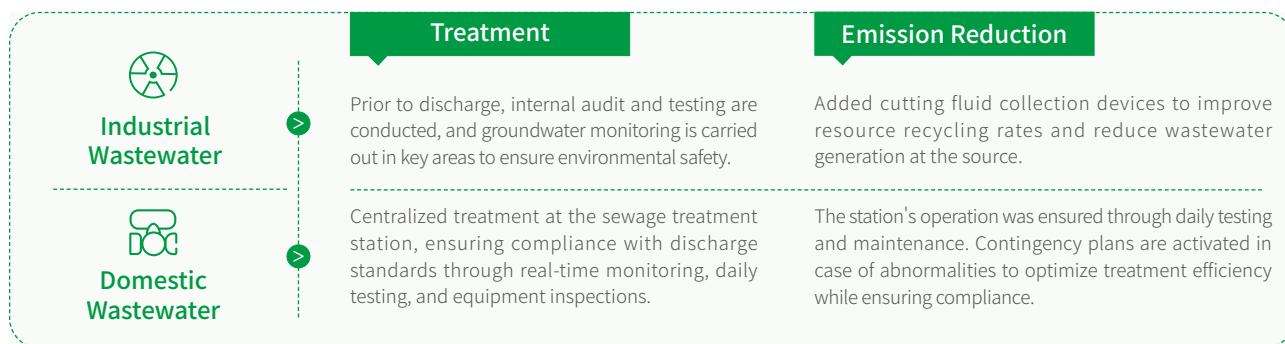 Treatment
Emission Reduction
Industrial
Wastewater
Prior to discharge, internal audit and testing are
conducted, and groundwater monitoring is carried
out in key areas to ensure environmental safety.
Added cutting fluid collection devices to improve
resource recycling rates and reduce wastewater
generation at the source.
Domestic
Wastewater
Centralized treatment at the sewage treatment
station, ensuring compliance with discharge
standards through real-time monitoring, daily
testing, and equipment inspections.
The station's operation was ensured through daily testing
and maintenance. Contingency plans are activated in
case of abnormalities to optimize treatment efficiency
while ensuring compliance.